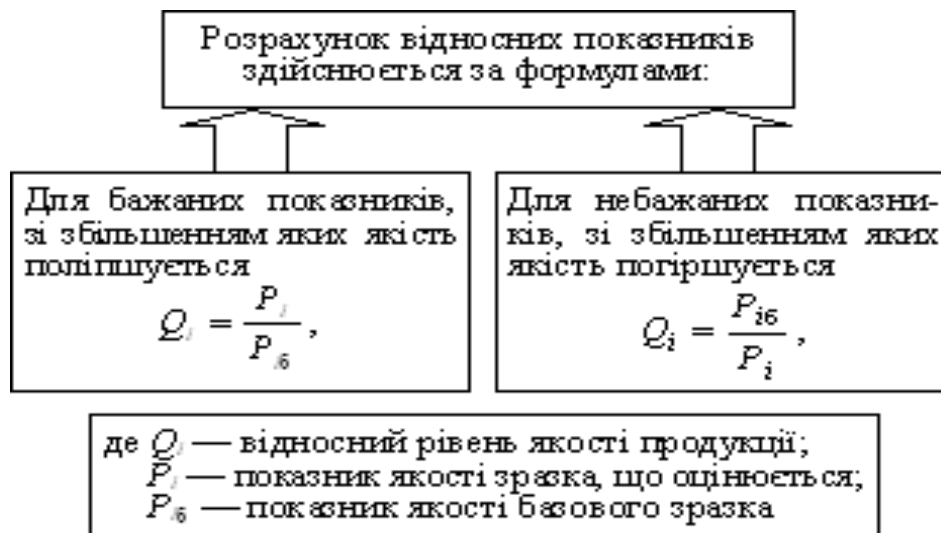 Розрахунок відносних показників
здійснюється за формулами:
Для бажаних показників,
зі збільшенням яких якість
поліпшується
Qᵢ = Pᵢ / Pᵢб ,
Для небажаних показни-
ків, зі збільшенням яких
якість погіршується
Qᵢ = Pᵢб / Pᵢ ,
де Qᵢ — відносний рівень якості продукції;
Pᵢ — показник якості зразка, що оцінюється;
Pᵢб — показник якості базового зразка